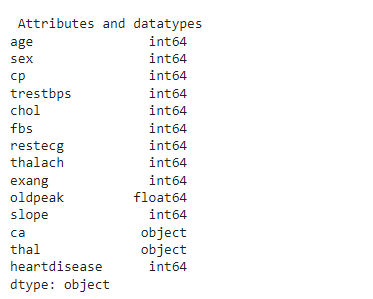 Attributes and datatypes
age int64
sex int64
cp int64
trestbps int64
chol int64
fbs int64
restecg int64
thalach int64
exang int64
oldpeak float64
slope int64
ca object
thal object
heartdisease int64
dtype: object